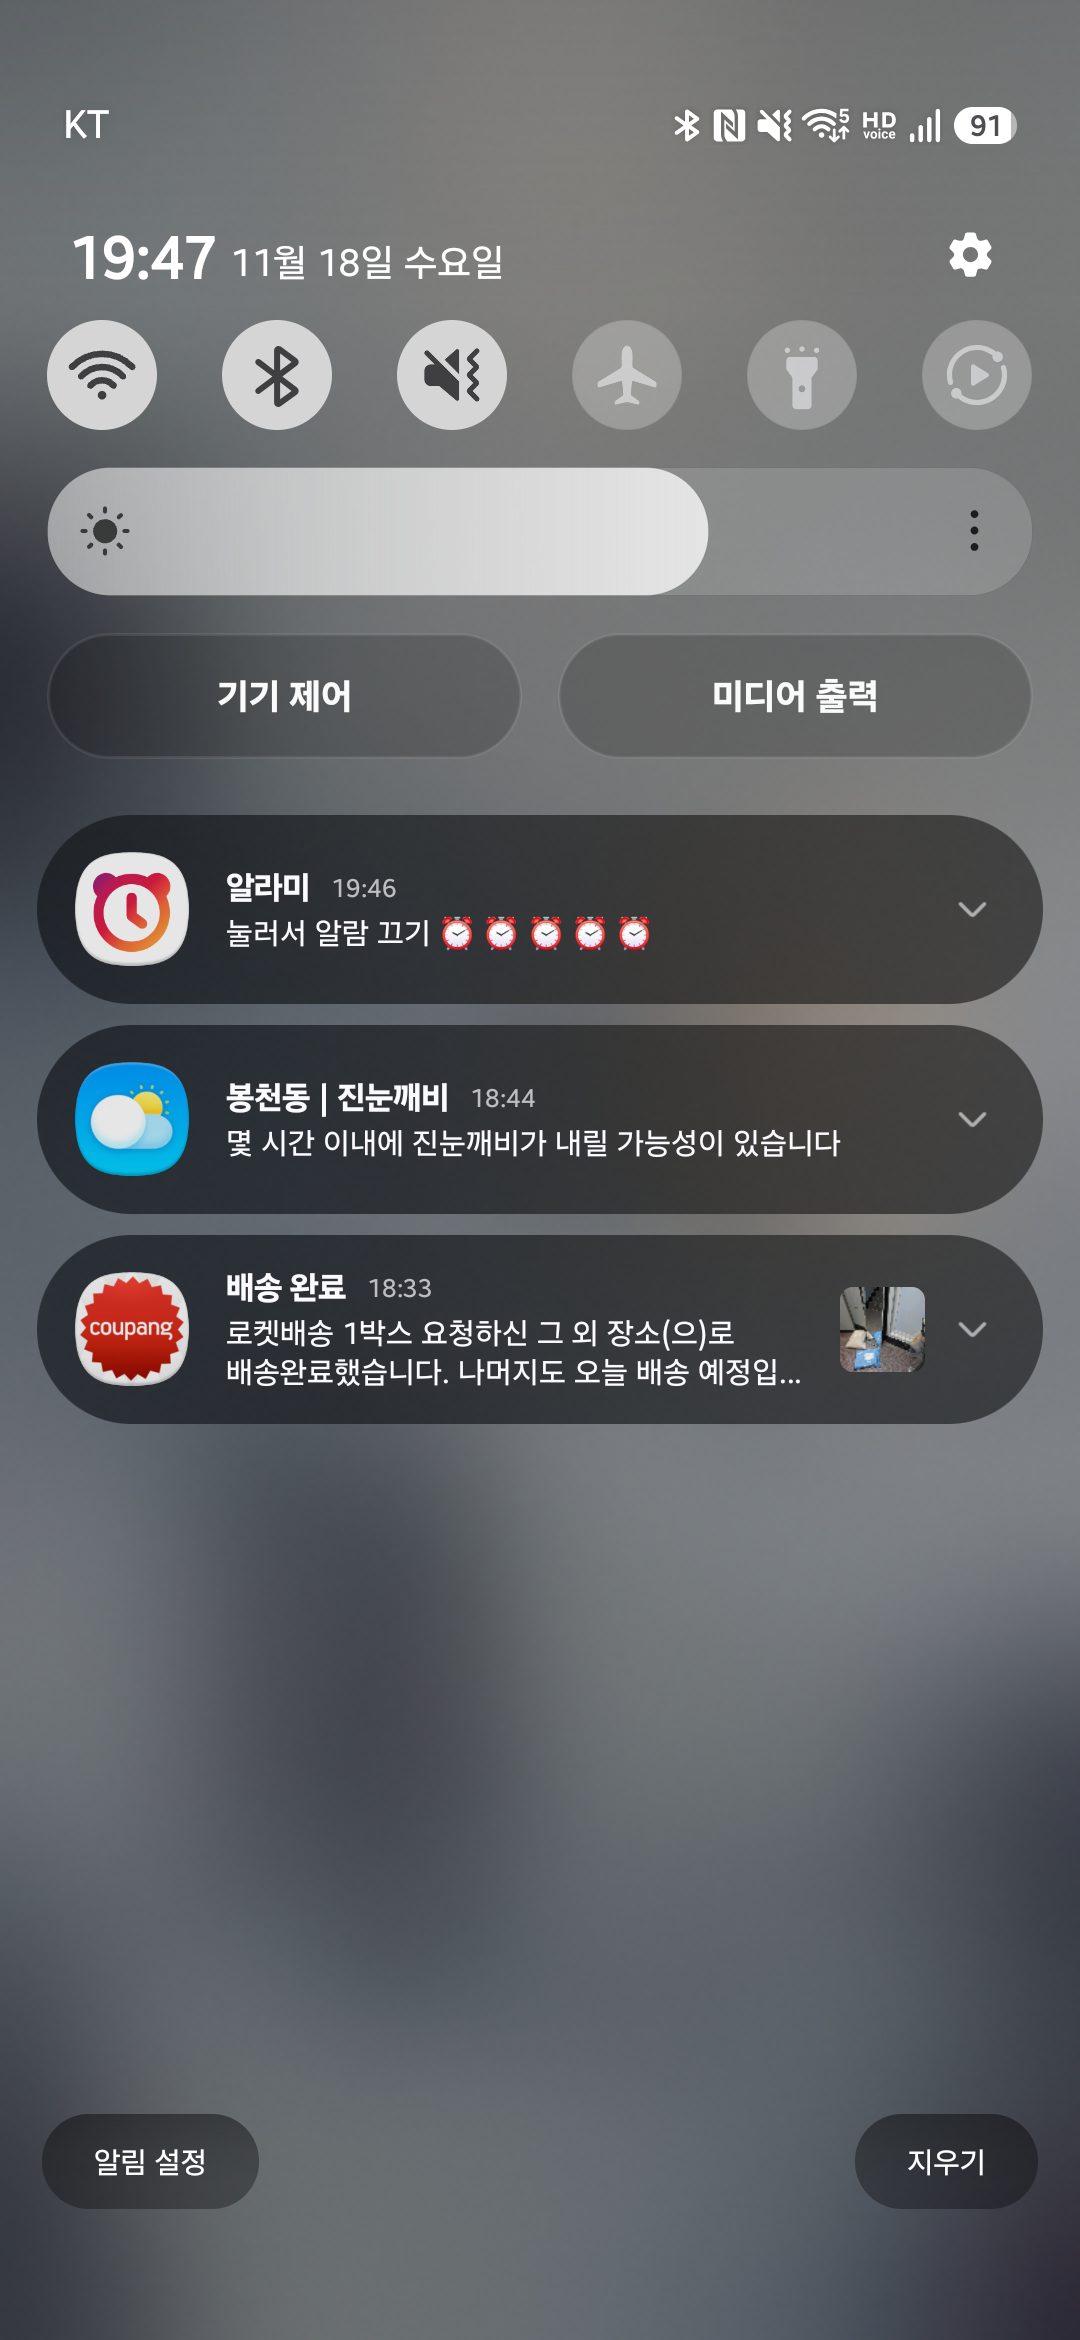 KT
5 HD voice 91
19:47 11월 18일 수요일
기기 제어
미디어 출력
알라미 19:46
눌러서 알람 끄기 ⏰ ⏰ ⏰ ⏰ ⏰
봉천동 | 진눈깨비 18:44
몇 시간 이내에 진눈깨비가 내릴 가능성이 있습니다
coupang
배송 완료 18:33
로켓배송 1박스 요청하신 그 외 장소(으)로
배송완료했습니다. 나머지도 오늘 배송 예정입...
알림 설정
지우기